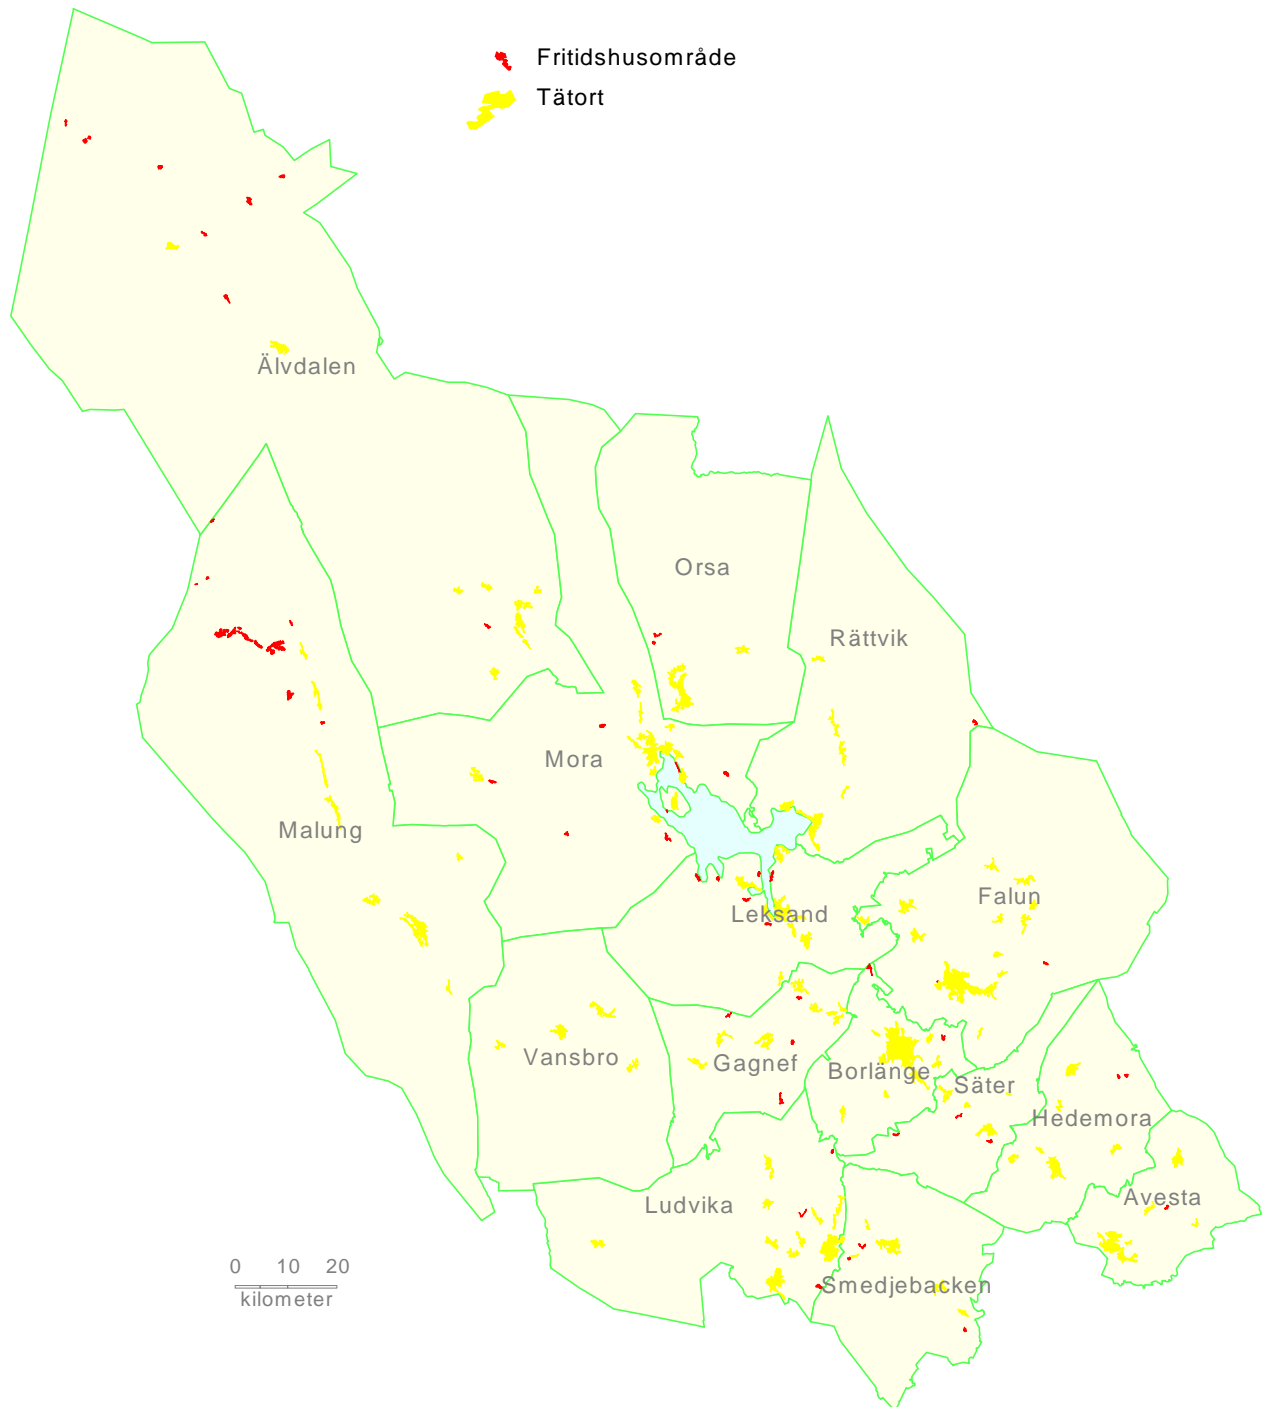 Fritidshusområde
Tätort
Älvdalen
Orsa
Rättvik
Mora
Malung
Falun
Leksand
Vansbro
Gagnef
Borlänge
Säter
Hedemora
Avesta
Ludvika
Smedjebacken
0 10 20
kilometer